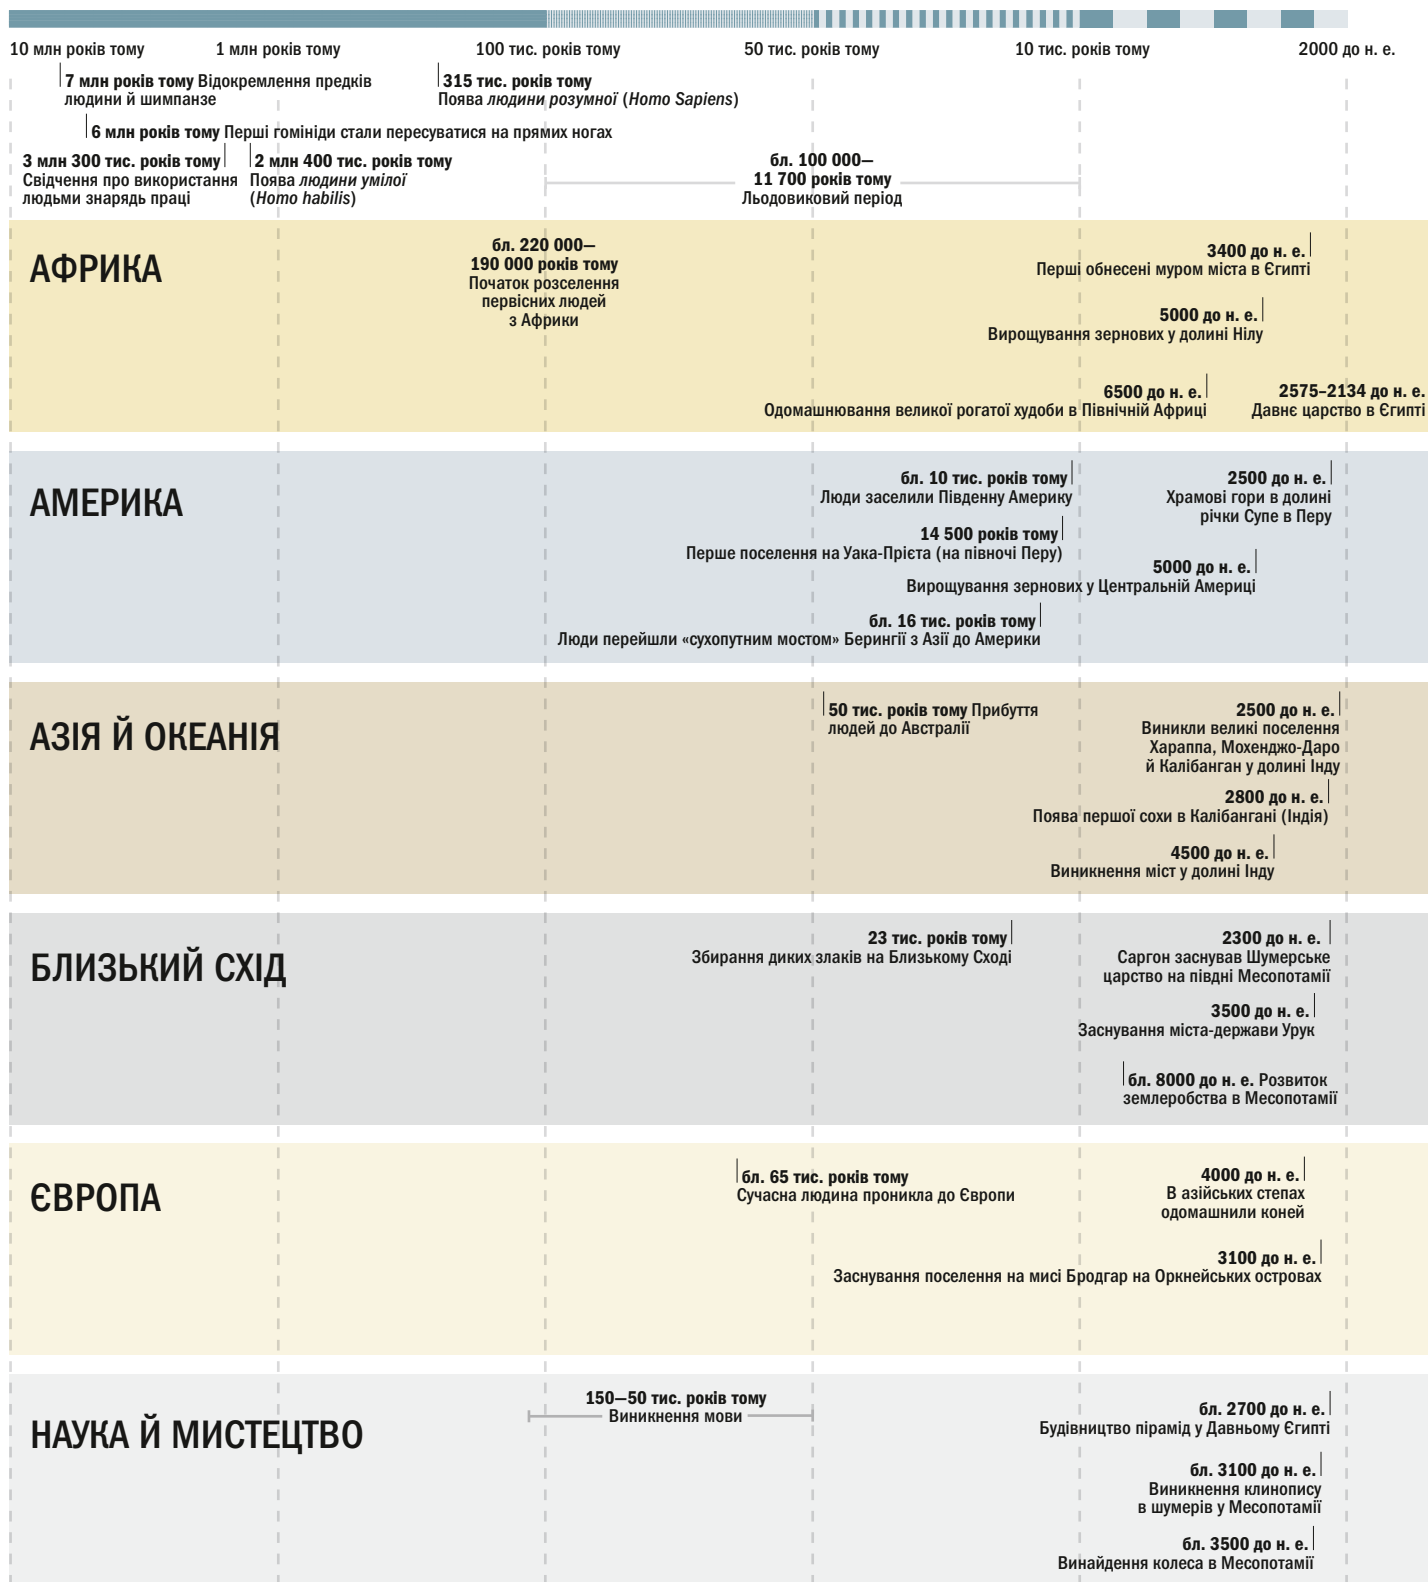 10 млн років тому 1 млн років тому 100 тис. років тому 50 тис. років тому 10 тис. років тому 2000 до н. е.
7 млн років тому Відокремлення предків
людини й шимпанзе
315 тис. років тому
Поява людини розумної (Homo Sapiens)
6 млн років тому Перші гомініди стали пересуватися на прямих ногах
3 млн 300 тис. років тому
Свідчення про використання
людьми знарядь праці
2 млн 400 тис. років тому
Поява людини умілої
(Homo habilis)
бл. 100 000—
11 700 років тому
Льодовиковий період
АФРИКА
бл. 220 000—
190 000 років тому
Початок розселення
первісних людей
з Африки
3400 до н. е.
Перші обнесені муром міста в Єгипті
5000 до н. е.
Вирощування зернових у долині Нілу
6500 до н. е.
Одомашнювання великої рогатої худоби в Північній Африці
2575–2134 до н. е.
Давнє царство в Єгипті
АМЕРИКА
бл. 10 тис. років тому
Люди заселили Південну Америку
2500 до н. е.
Храмові гори в долині
річки Супе в Перу
14 500 років тому
Перше поселення на Уака-Прієта (на півночі Перу)
5000 до н. е.
Вирощування зернових у Центральній Америці
бл. 16 тис. років тому
Люди перейшли «сухопутним мостом» Берингії з Азії до Америки
АЗІЯ Й ОКЕАНІЯ
50 тис. років тому Прибуття
людей до Австралії
2500 до н. е.
Виникли великі поселення
Хараппа, Мохенджо-Даро
й Калібанган у долині Інду
2800 до н. е.
Поява першої сохи в Калібангані (Індія)
4500 до н. е.
Виникнення міст у долині Інду
БЛИЗЬКИЙ СХІД
23 тис. років тому
Збирання диких злаків на Близькому Сході
2300 до н. е.
Саргон заснував Шумерське
царство на півдні Месопотамії
3500 до н. е.
Заснування міста-держави Урук
бл. 8000 до н. е. Розвиток
землеробства в Месопотамії
ЄВРОПА
бл. 65 тис. років тому
Сучасна людина проникла до Європи
4000 до н. е.
В азійських степах
одомашнили коней
3100 до н. е.
Заснування поселення на мисі Бродгар на Оркнейських островах
НАУКА Й МИСТЕЦТВО
150—50 тис. років тому
Виникнення мови
бл. 2700 до н. е.
Будівництво пірамід у Давньому Єгипті
бл. 3100 до н. е.
Виникнення клинопису
в шумерів у Месопотамії
бл. 3500 до н. е.
Винайдення колеса в Месопотамії